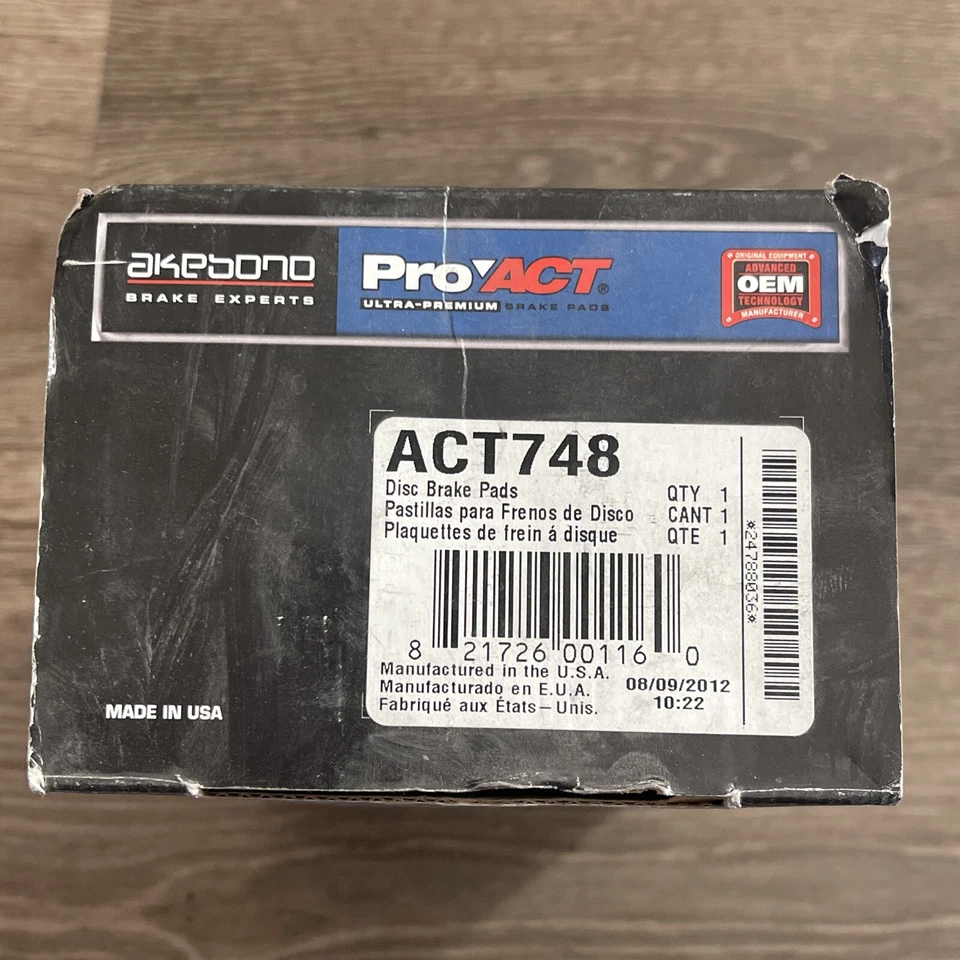 akebono
BRAKE EXPERTS
Pro ACT®
ULTRA-PREMIUM BRAKE PADS
ORIGINAL EQUIPMENT
ADVANCED
OEM
TECHNOLOGY
MANUFACTURER
ACT748
Disc Brake Pads QTY 1
Pastillas para Frenos de Disco CANT 1
Plaquettes de frein á disque QTE 1
*24788036*
8 21726 00116 0
Manufactured in the U.S.A.
Manufacturado en E.U.A. 08/09/2012
Fabriqué aux États-Unis. 10:22
MADE IN USA